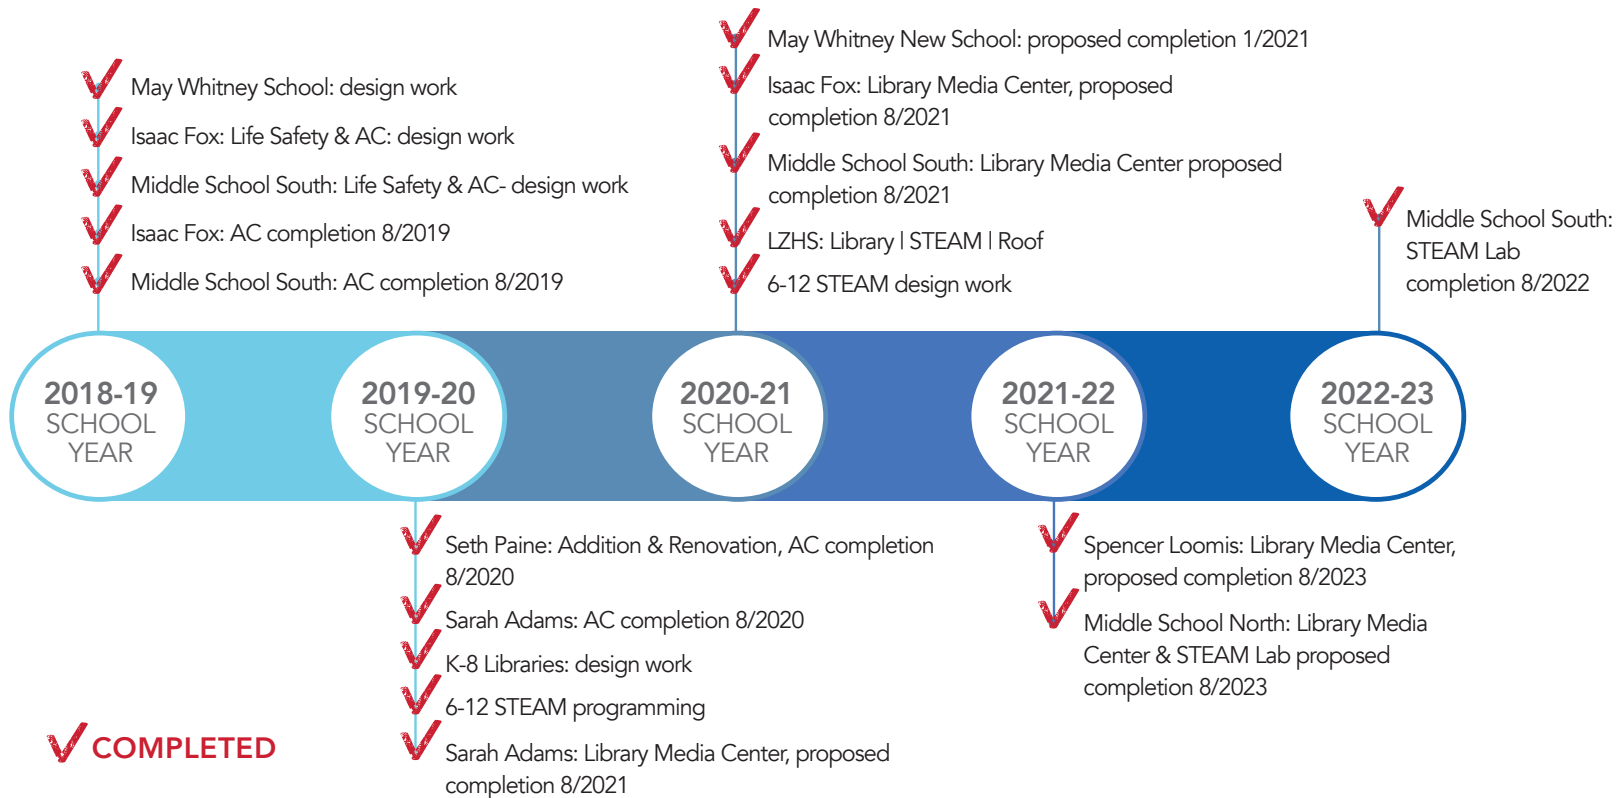 May Whitney School: design work
Isaac Fox: Life Safety & AC: design work
Middle School South: Life Safety & AC- design work
Isaac Fox: AC completion 8/2019
Middle School South: AC completion 8/2019
May Whitney New School: proposed completion 1/2021
Isaac Fox: Library Media Center, proposed
completion 8/2021
Middle School South: Library Media Center proposed
completion 8/2021
LZHS: Library | STEAM | Roof
6-12 STEAM design work
Middle School South:
STEAM Lab
completion 8/2022
2018-19
SCHOOL
YEAR
2019-20
SCHOOL
YEAR
2020-21
SCHOOL
YEAR
2021-22
SCHOOL
YEAR
2022-23
SCHOOL
YEAR
Seth Paine: Addition & Renovation, AC completion
8/2020
Sarah Adams: AC completion 8/2020
K-8 Libraries: design work
6-12 STEAM programming
Sarah Adams: Library Media Center, proposed
completion 8/2021
Spencer Loomis: Library Media Center,
proposed completion 8/2023
Middle School North: Library Media
Center & STEAM Lab proposed
completion 8/2023
COMPLETED